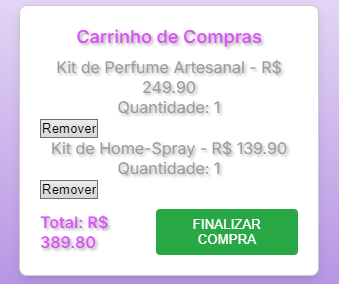 Carrinho de Compras
Kit de Perfume Artesanal - R$
249.90
Quantidade: 1
Remover
Kit de Home-Spray - R$ 139.90
Quantidade: 1
Remover
Total: R$
389.80
FINALIZAR
COMPRA